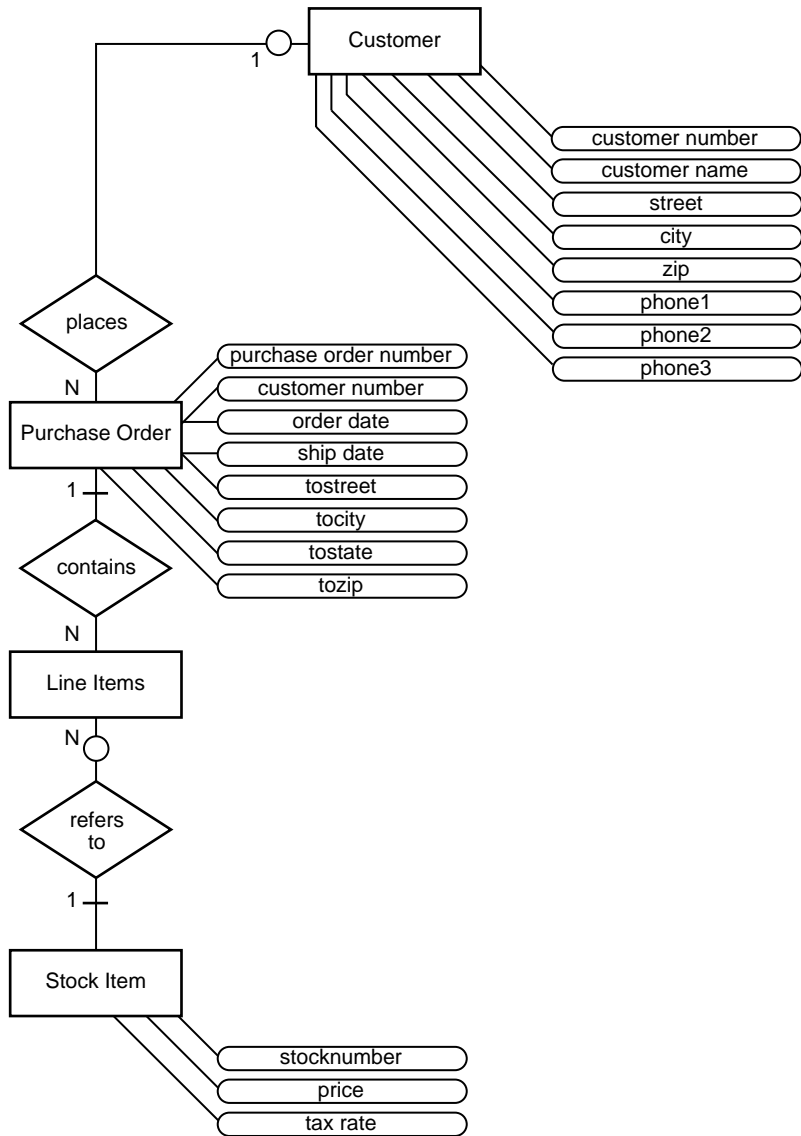 Customer
1
customer number
customer name
street
city
zip
phone1
phone2
phone3
places
N
purchase order number
customer number
order date
ship date
tostreet
tocity
tostate
tozip
Purchase Order
1
contains
N
Line Items
N
refers
to
1
Stock Item
stocknumber
price
tax rate